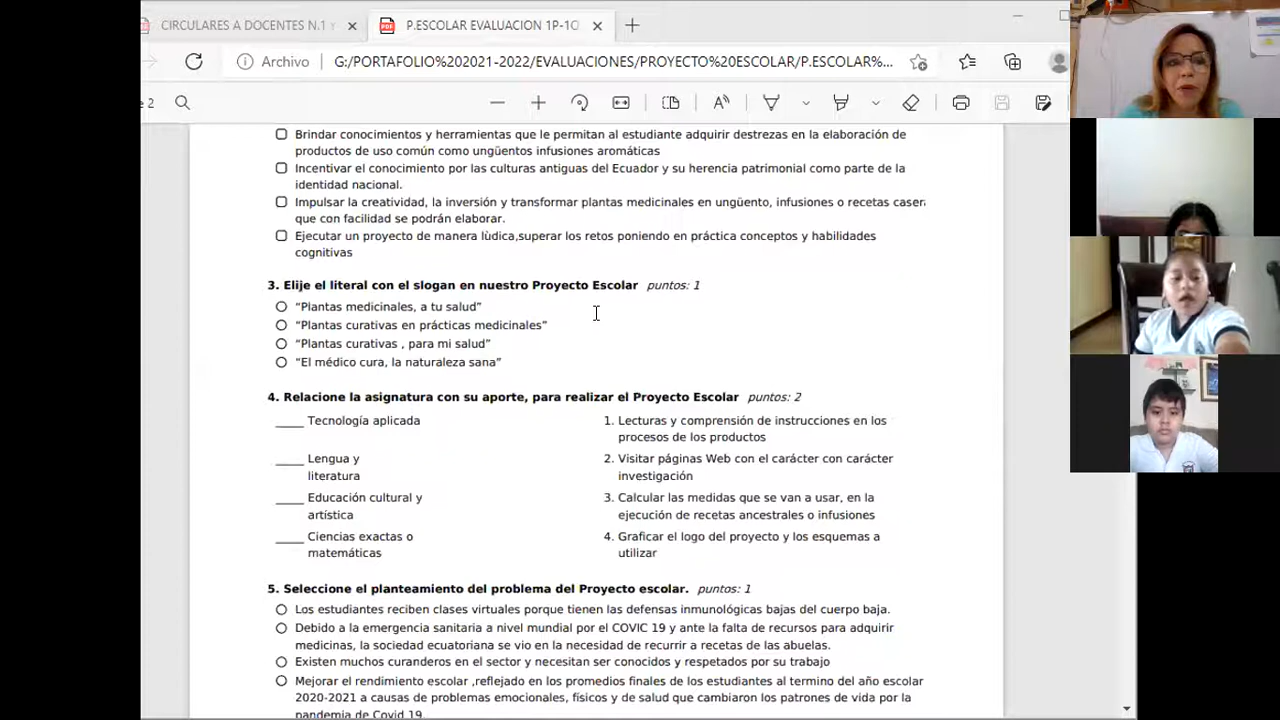 CIRCULARES A DOCENTES N.1 Y
P.ESCOLAR EVALUACION 1P-1Q
Archivo
G:/PORTAFOLIO%202021-2022/EVALUACIONES/PROYECTO%20ESCOLAR/P.ESCOLAR%...
e 2
Brindar conocimientos y herramientas que le permitan al estudiante adquirir destrezas en la elaboración de
productos de uso común como ungüentos infusiones aromáticas
Incentivar el conocimiento por las culturas antiguas del Ecuador y su herencia patrimonial como parte de la
identidad nacional.
Impulsar la creatividad, la inversión y transformar plantas medicinales en ungüento, infusiones o recetas casera
que con facilidad se podrán elaborar.
Ejecutar un proyecto de manera lùdica,superar los retos poniendo en práctica conceptos y habilidades
cognitivas
3. Elije el literal con el slogan en nuestro Proyecto Escolar puntos: 1
“Plantas medicinales, a tu salud”
“Plantas curativas en prácticas medicinales”
“Plantas curativas , para mi salud”
“El médico cura, la naturaleza sana”
4. Relacione la asignatura con su aporte, para realizar el Proyecto Escolar puntos: 2
_____ Tecnología aplicada
1. Lecturas y comprensión de instrucciones en los
procesos de los productos
_____ Lengua y
literatura
2. Visitar páginas Web con el carácter con carácter
investigación
_____ Educación cultural y
artística
3. Calcular las medidas que se van a usar, en la
ejecución de recetas ancestrales o infusiones
_____ Ciencias exactas o
matemáticas
4. Graficar el logo del proyecto y los esquemas a
utilizar
5. Seleccione el planteamiento del problema del Proyecto escolar. puntos: 1
Los estudiantes reciben clases virtuales porque tienen las defensas inmunológicas bajas del cuerpo baja.
Debido a la emergencia sanitaria a nivel mundial por el COVIC 19 y ante la falta de recursos para adquirir
medicinas, la sociedad ecuatoriana se vio en la necesidad de recurrir a recetas de las abuelas.
Existen muchos curanderos en el sector y necesitan ser conocidos y respetados por su trabajo
Mejorar el rendimiento escolar ,reflejado en los promedios finales de los estudiantes al termino del año escolar
2020-2021 a causas de problemas emocionales, físicos y de salud que cambiaron los patrones de vida por la
pandemia de Covid 19.